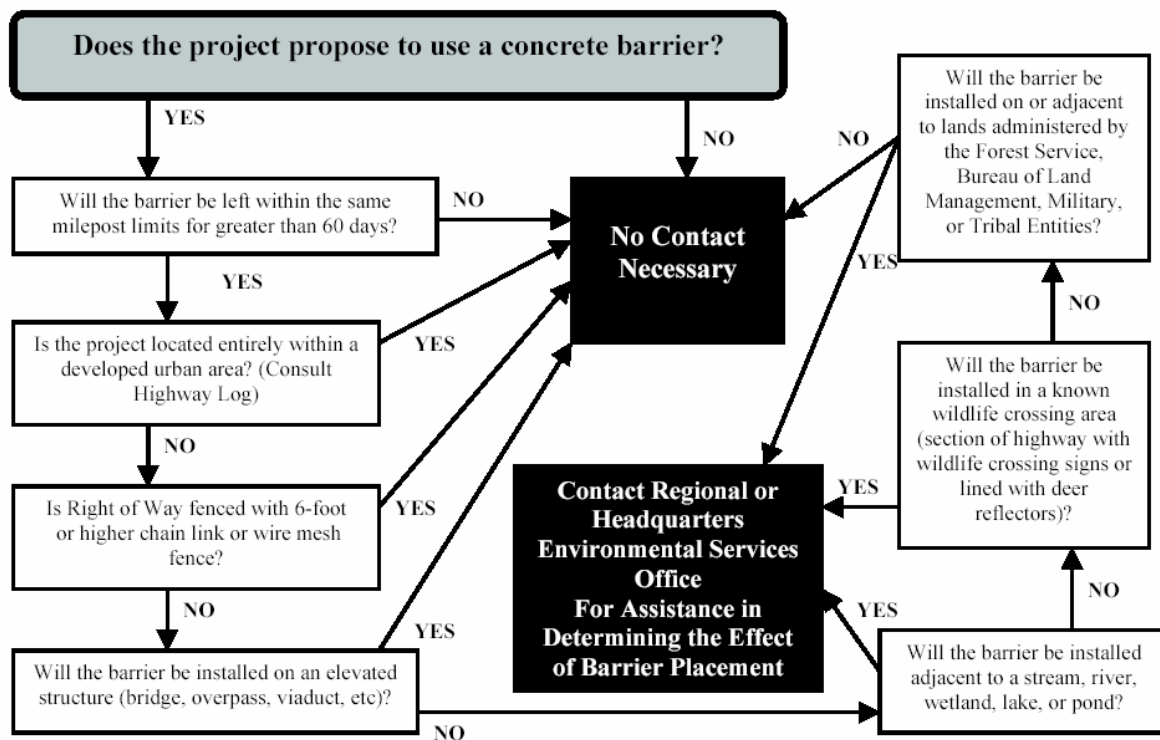 Does the project propose to use a concrete barrier?
YES
NO
Will the barrier be left within the same
milepost limits for greater than 60 days?
NO
YES
Is the project located entirely within a
developed urban area? (Consult
Highway Log)
YES
NO
Is Right of Way fenced with 6-foot
or higher chain link or wire mesh
fence?
YES
NO
Will the barrier be installed on an elevated
structure (bridge, overpass, viaduct, etc)?
YES
NO
No Contact
Necessary
Contact Regional or
Headquarters
Environmental Services
Office
For Assistance in
Determining the Effect
of Barrier Placement
Will the barrier be
installed on or adjacent
to lands administered by
the Forest Service,
Bureau of Land
Management, Military,
or Tribal Entities?
NO
YES
NO
Will the barrier be
installed in a known
wildlife crossing area
(section of highway with
wildlife crossing signs or
lined with deer
reflectors)?
YES
NO
Will the barrier be installed
adjacent to a stream, river,
wetland, lake, or pond?
YES